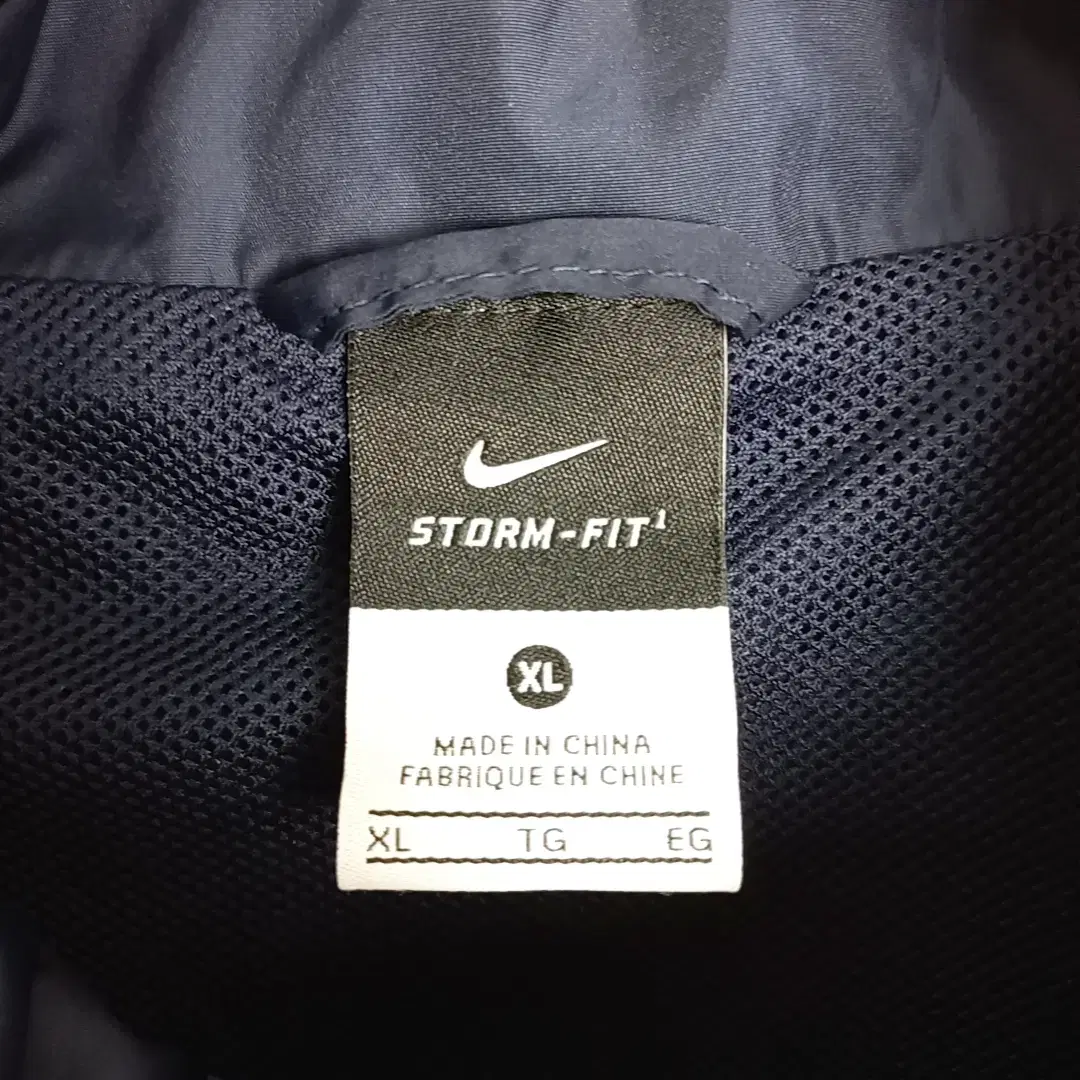 STORM-FIT¹
XL
MADE IN CHINA
FABRIQUE EN CHINE
XL TG EG